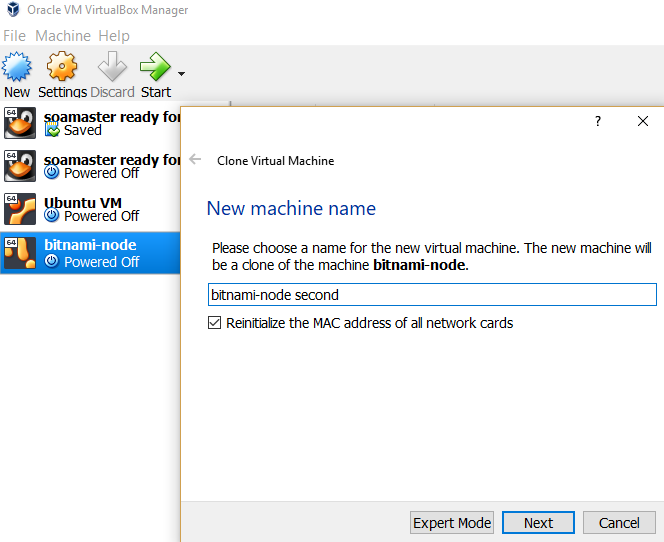 Oracle VM VirtualBox Manager
File Machine Help
New Settings Discard Start
64 soamaster ready for
Saved
64 soamaster ready for
Powered Off
64 Ubuntu VM
Powered Off
64 bitnami-node
Powered Off
?
Clone Virtual Machine
New machine name
Please choose a name for the new virtual machine. The new machine will
be a clone of the machine bitnami-node.
bitnami-node second
Reinitialize the MAC address of all network cards
Expert Mode Next Cancel